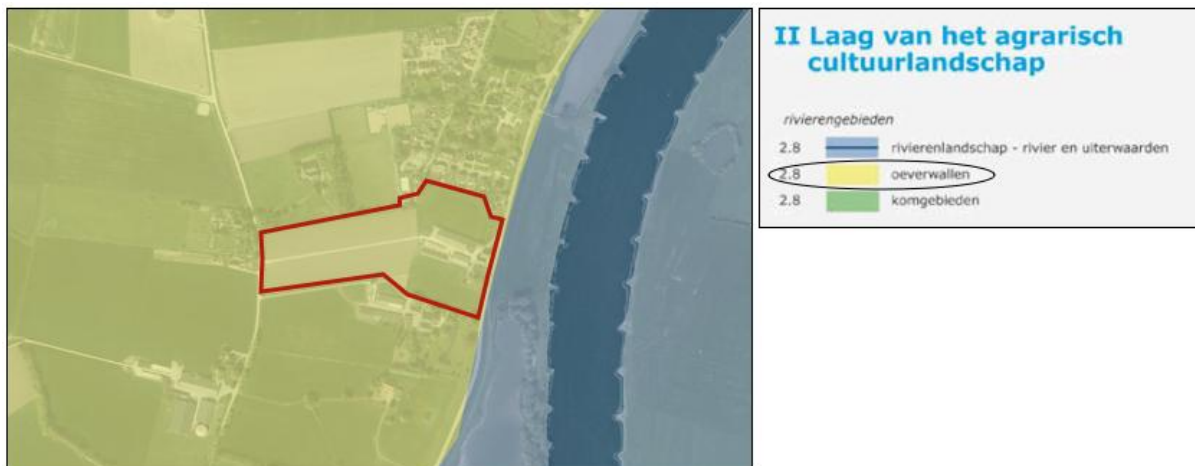 II Laag van het agrarisch
cultuurlandschap
rivierengebieden
2.8 rivierenlandschap - rivier en uiterwaarden
2.8 oeverwallen
2.8 komgebieden